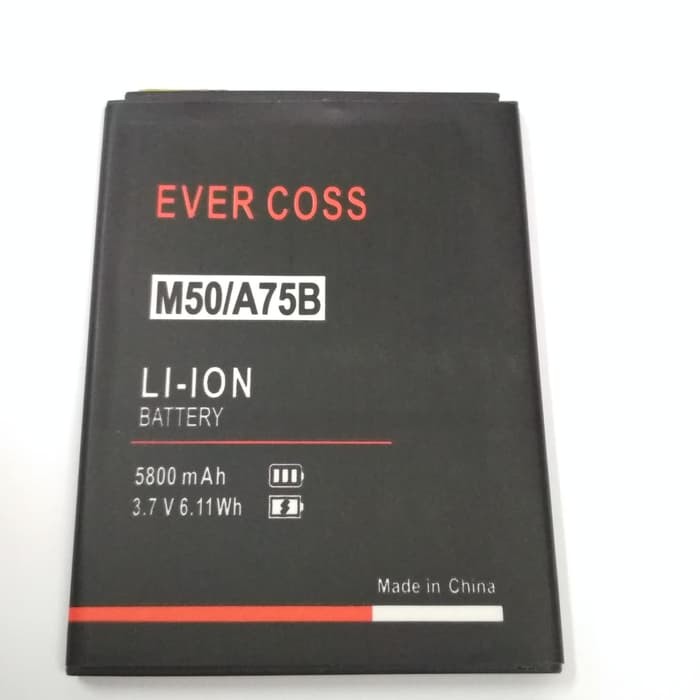 EVER COSS
M50/A75B
LI-ION
BATTERY
5800 mAh
3.7 V 6.11Wh
Made in China